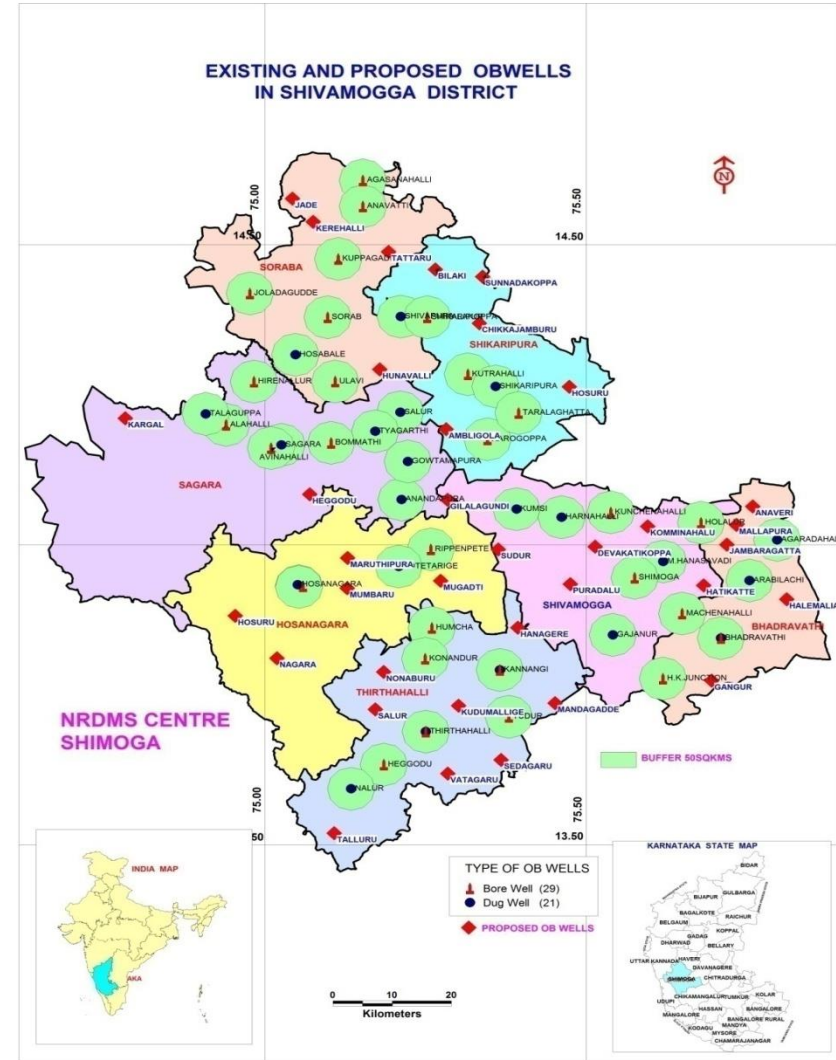 EXISTING AND PROPOSED OBWELLS
IN SHIVAMOGGA DISTRICT
75.00
75.50
14.50
14.50
N
AGASANAHALLI
JADE
ANAVATTI
KEREHALLI
KUPPAGADDE
TATTARU
SORABA
BILAKI
SUNNADAKOPPA
JOLADAGUDDE
SORAB
SHIVAPURA
CHIKKAJAMBURU
SHIKARIPURA
HOSABALE
HUNAVALLI
HIRENALLUR
ULAVI
KUTRAHALLI
SHIKARIPURA
HOSURU
TALAGUPPA
SALUR
TARALAGHATTA
KARGAL
ALAHALLI
TYAGARTHI
AMBLIGOLA
SAGARA
BOMMATHI
AROGOPPA
AVINAHALLI
GOWTAMAPURA
SAGARA
HEGGODU
ANANDAPURA
GILALAGUNDI
KUMSI
HARNAHALLI
KUNCHENAHALLI
ANAVERI
HOLALUR
MALLAPURA
KOMMINAHALU
AGARADAHALLI
RIPPENPETE
SUDUR
DEVAKATIKOPPA
JAMBARAGATTA
MARUTHIPURA
TETARIGE
M.HANASAVADI
HOSANAGARA
MUMBARU
MUGADTI
PURADALU
SHIMOGA
HATIKATTE
ARABILACHI
HALEMALIA
SHIVAMOGGA
HOSURU
HOSANAGARA
HUMCHA
HANAGERE
GAJANUR
MACHENAHALLI
BHADRAVATHI
BHADRAVATHI
NAGARA
KONANDUR
NONABURU
KANNANGI
H.K.JUNCTION
GANGUR
THIRTHAHALLI
SALUR
KUDUMALLIGE
MANDAGADDE
TUDUR
NRDMS CENTRE
SHIMOGA
THIRTHAHALLI
HEGGODU
VATAGARU
SEDAGARU
BUFFER 50SQKMS
NALUR
75.00
75.50
TALLURU
.50
13.50
INDIA MAP
AKA
TYPE OF OB WELLS
Bore Well (29)
Dug Well (21)
PROPOSED OB WELLS
0 10 20
Kilometers
KARNATAKA STATE MAP
BIDAR
GULBARGA
BIJAPUR
BAGALKOTE
RAICHUR
BELGAUM
GADAG
KOPPAL
DHARWAD
BELLARY
UTTAR KANNADA
HAVERI
DAVANAGERE
SHIMOGA
CHITRADURGA
UDUPI
CHIKAMANGALUR
TUMKUR
KOLAR
HASSAN
BANGALORE
MANGALORE
BANGALORE RURAL
MANDYA
KODAGU
MYSORE
CHAMARAJANAGAR